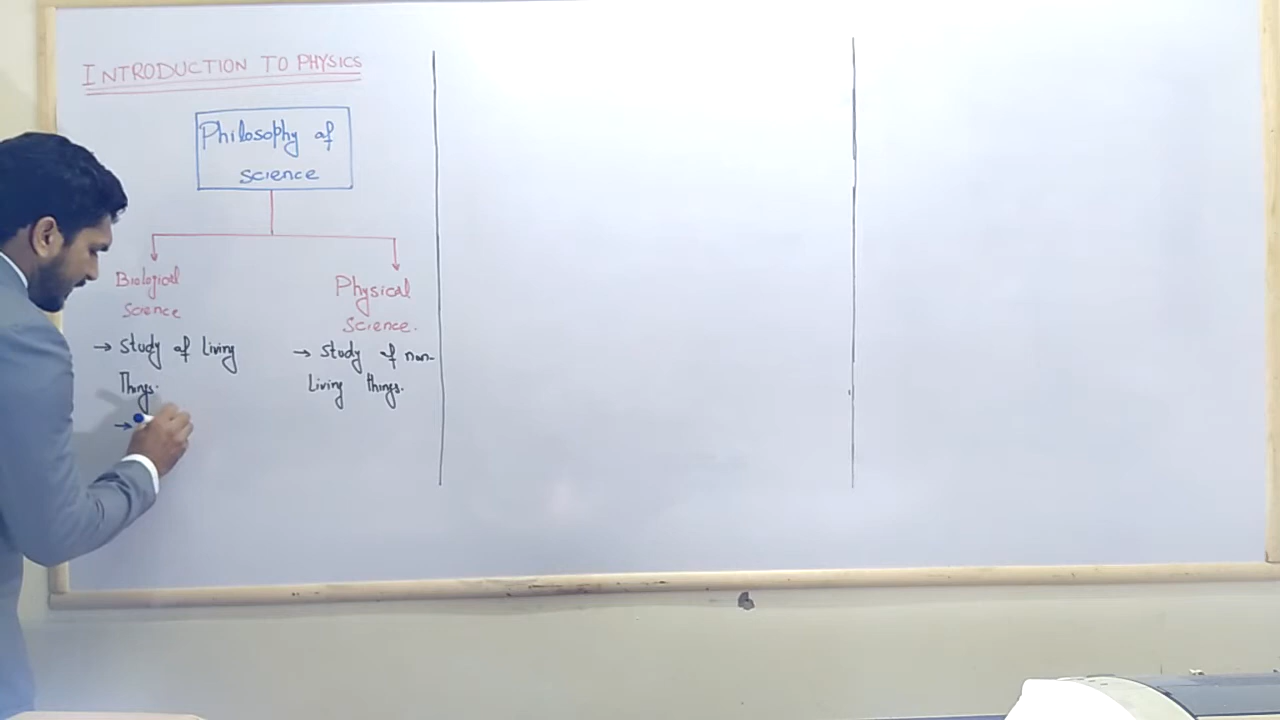 INTRODUCTION TO PHYSICS
Philosophy of
science
Biological
Science
→ Study of Living
Things.
→
Physical
Science.
→ Study of non-
Living things.